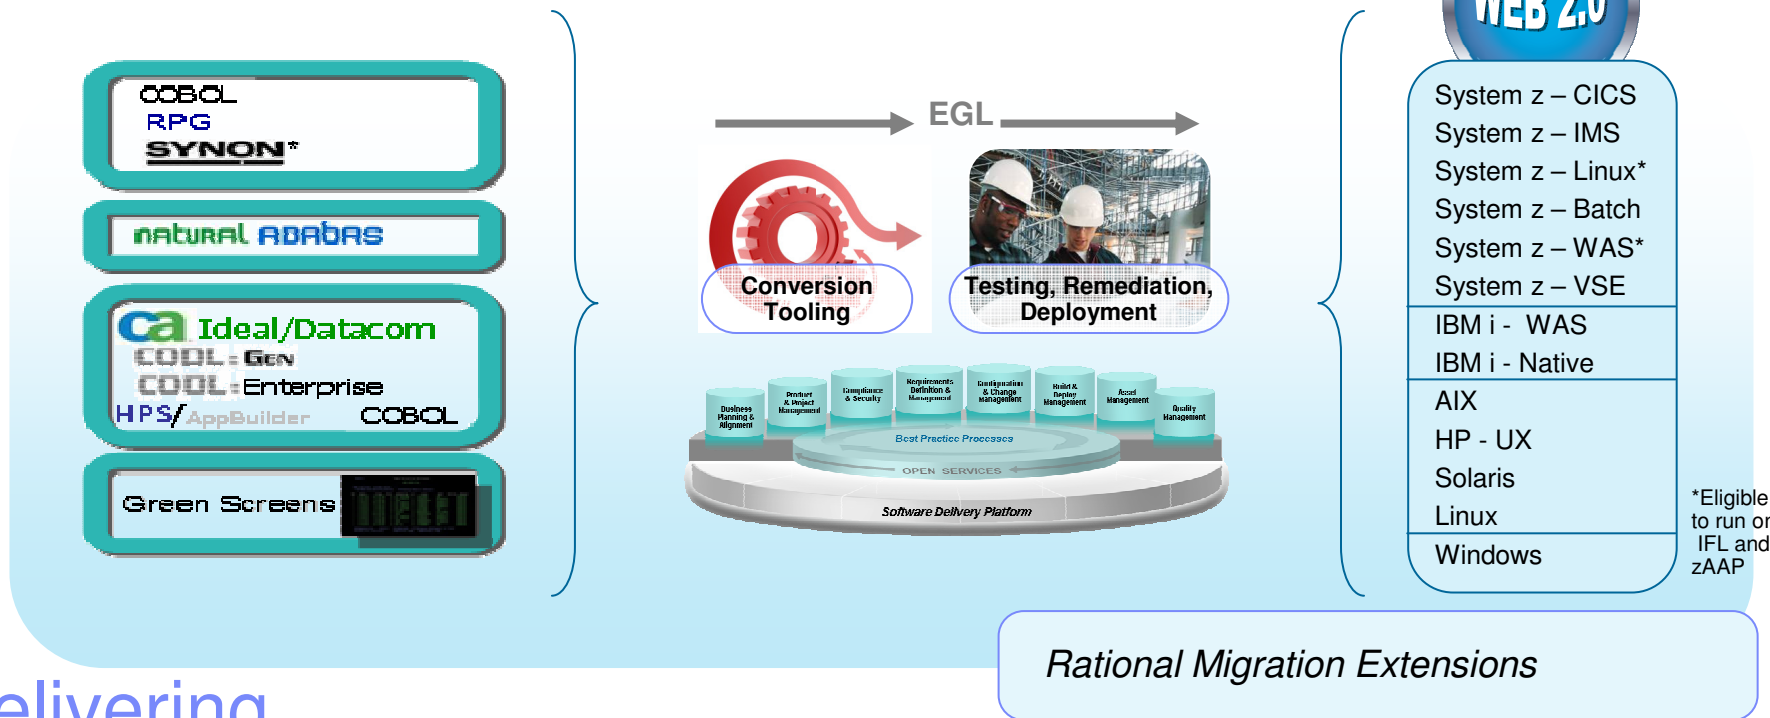 WEB 2.0
COBOL
RPG
SYNON*
natural ADABAS
ca Ideal/Datacom
COOL:Gen
COOL:Enterprise
HPS/AppBuilder COBOL
Green Screens
EGL
Conversion
Tooling
Testing, Remediation,
Deployment
Business
Planning &
Alignment
Product
& Project
Management
Compliance
& Security
Requirements
Definition &
Management
Configuration
& Change
Management
Build &
Deploy
Management
Asset
Management
Quality
Management
Best Practice Processes
OPEN SERVICES
Software Delivery Platform
System z – CICS
System z – IMS
System z – Linux*
System z – Batch
System z – WAS*
System z – VSE
IBM i - WAS
IBM i - Native
AIX
HP - UX
Solaris
Linux
Windows
*Eligible
to run or
IFL and
zAAP
Rational Migration Extensions
elivering